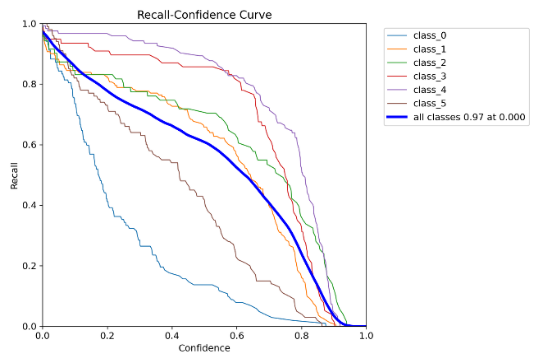 Recall-Confidence Curve
1.0
0.8
0.6
0.4
0.2
0.0
Recall
0.0 0.2 0.4 0.6 0.8 1.0
Confidence
class_0
class_1
class_2
class_3
class_4
class_5
all classes 0.97 at 0.000